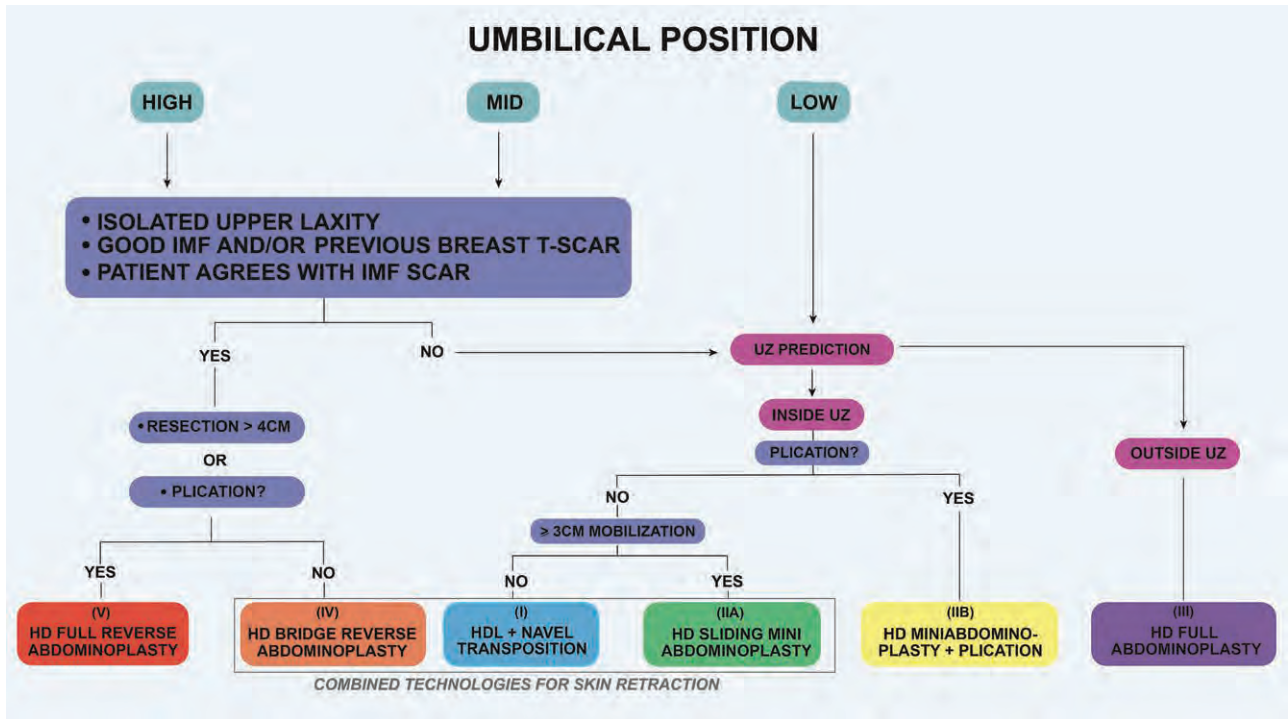 UMBILICAL POSITION
HIGH
MID
LOW
• ISOLATED UPPER LAXITY
• GOOD IMF AND/OR PREVIOUS BREAST T-SCAR
• PATIENT AGREES WITH IMF SCAR
YES
NO
UZ PREDICTION
• RESECTION > 4CM
OR
• PLICATION?
INSIDE UZ
PLICATION?
OUTSIDE UZ
NO
YES
≥ 3CM MOBILIZATION
YES
NO
NO
YES
(V)
HD FULL REVERSE
ABDOMINOPLASTY
(IV)
HD BRIDGE REVERSE
ABDOMINOPLASTY
(I)
HDL + NAVEL
TRANSPOSITION
(IIA)
HD SLIDING MINI
ABDOMINOPLASTY
(IIB)
HD MINIABDOMINO-
PLASTY + PLICATION
(III)
HD FULL
ABDOMINOPLASTY
COMBINED TECHNOLOGIES FOR SKIN RETRACTION